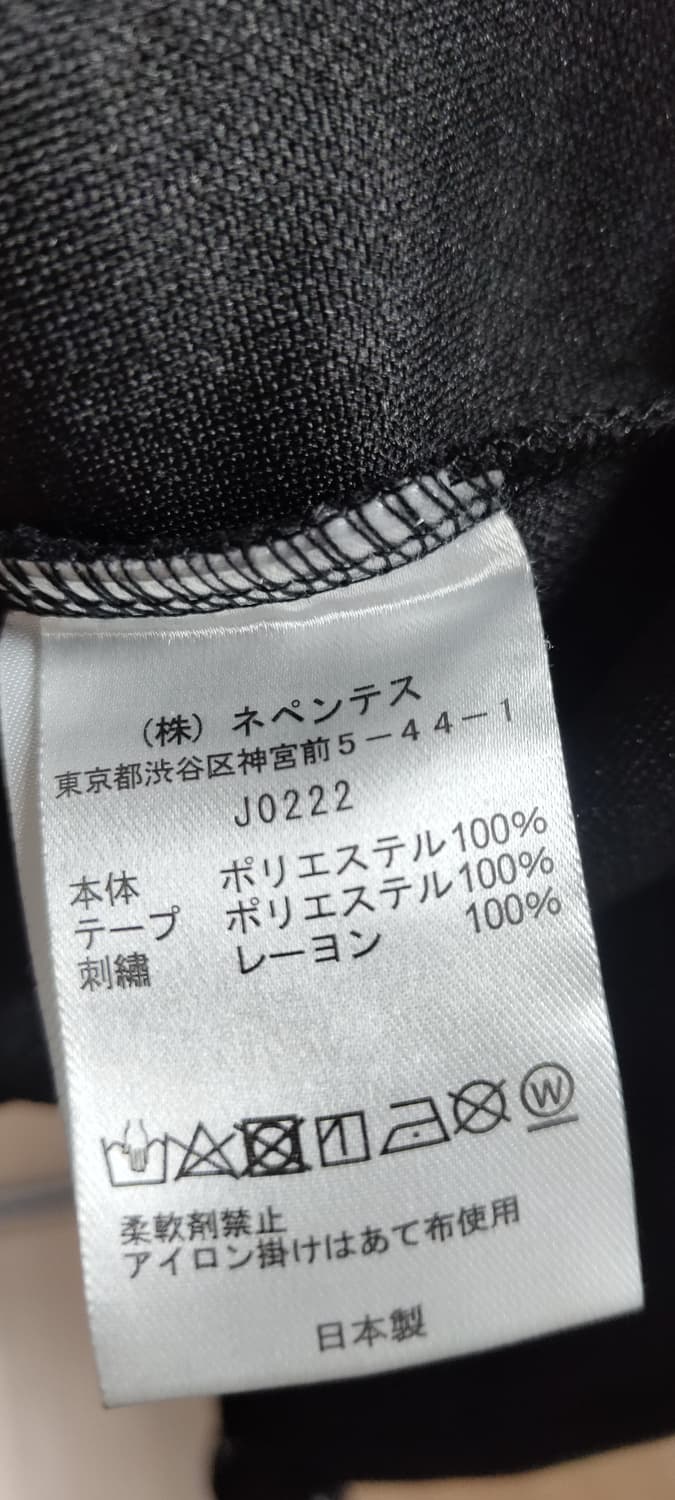 （株）ネペンテス
東京都渋谷区神宮前５－４４－１
J0222
本体 ポリエステル100%
テープ ポリエステル100%
刺繍 レーヨン 100%
W
柔軟剤禁止
アイロン掛けはあて布使用
日本製